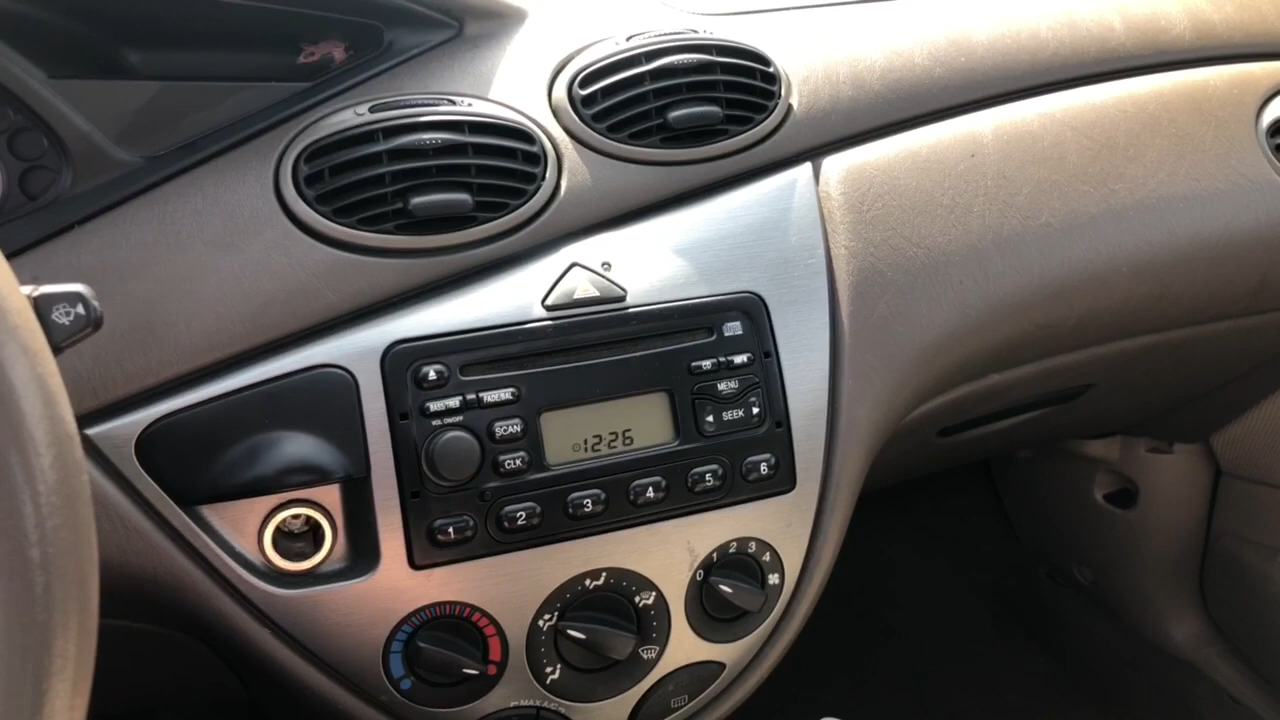 CD
MENU
BASS/TREB
FADE/BAL
VOL ON/OFF
SCAN
SEEK
12:26
CLK
1
2
3
4
5
6
0
1
2
3
4
MAX A/C